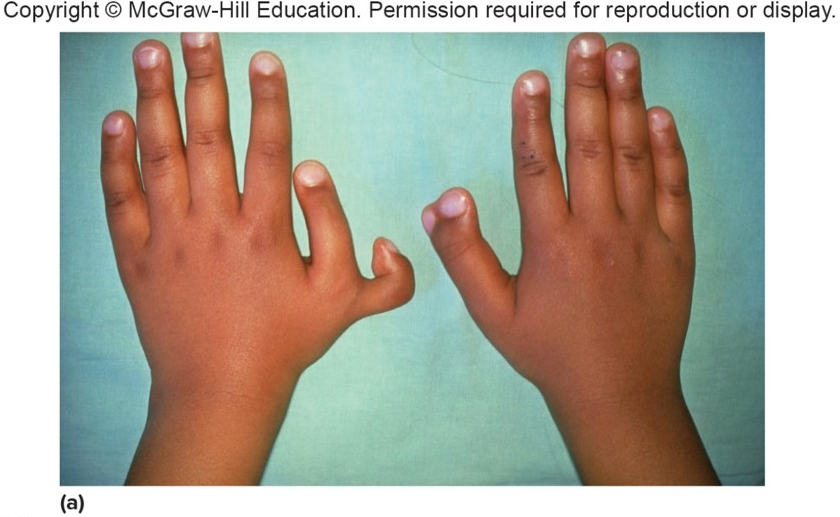 Copyright © McGraw-Hill Education. Permission required for reproduction or display.
(a)